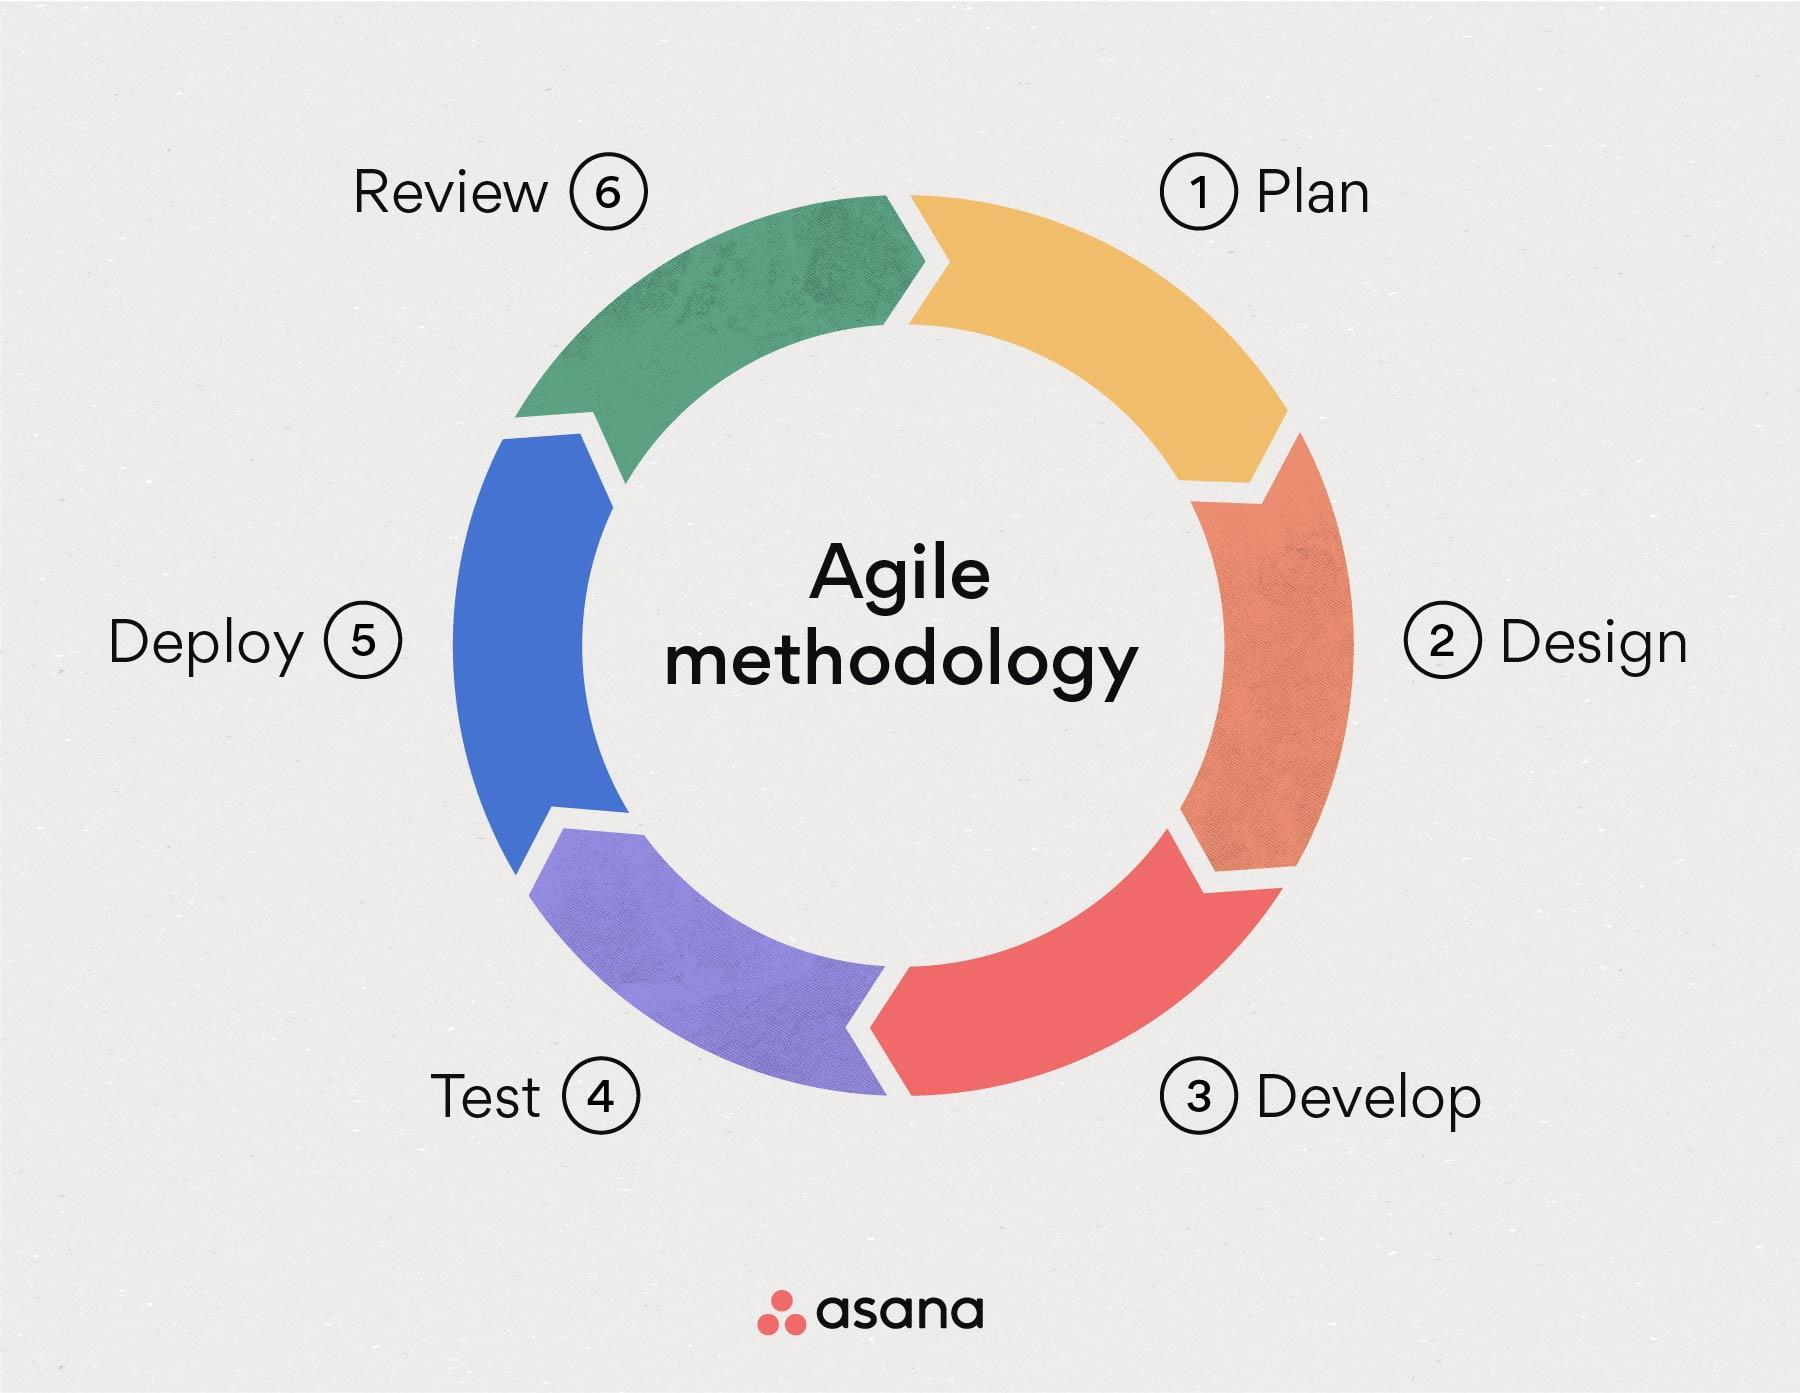 Agile
methodology
1 Plan
2 Design
3 Develop
4 Test
5 Deploy
6 Review
asana